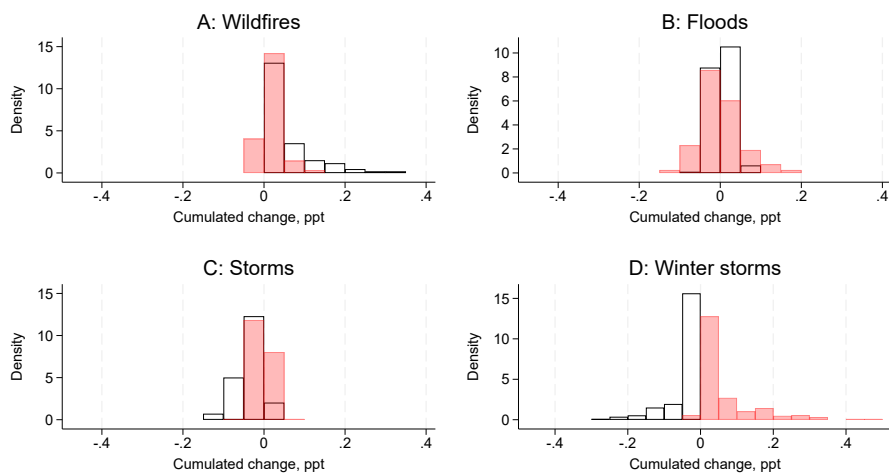 A: Wildfires
15
10
5
0
Density
-.4 -.2 0 .2 .4
Cumulated change, ppt
B: Floods
10
8
6
4
2
0
Density
-.4 -.2 0 .2 .4
Cumulated change, ppt
C: Storms
15
10
5
0
Density
-.4 -.2 0 .2 .4
Cumulated change, ppt
D: Winter storms
15
10
5
0
Density
-.4 -.2 0 .2 .4
Cumulated change, ppt